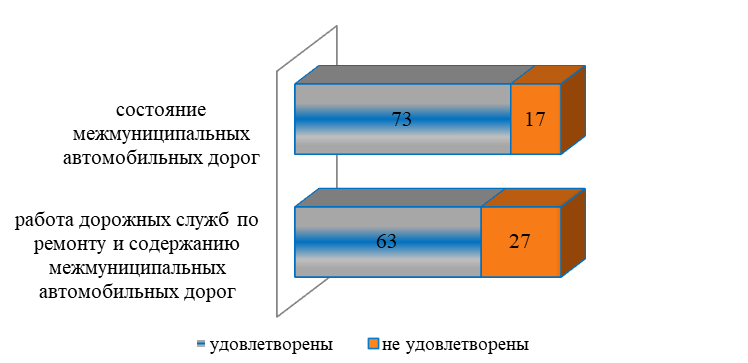 состояние
межмуниципальных
автомобильных дорог
73
17
работа дорожных служб по
ремонту и содержанию
межмуниципальных
автомобильных дорог
63
27
удовлетворены
не удовлетворены